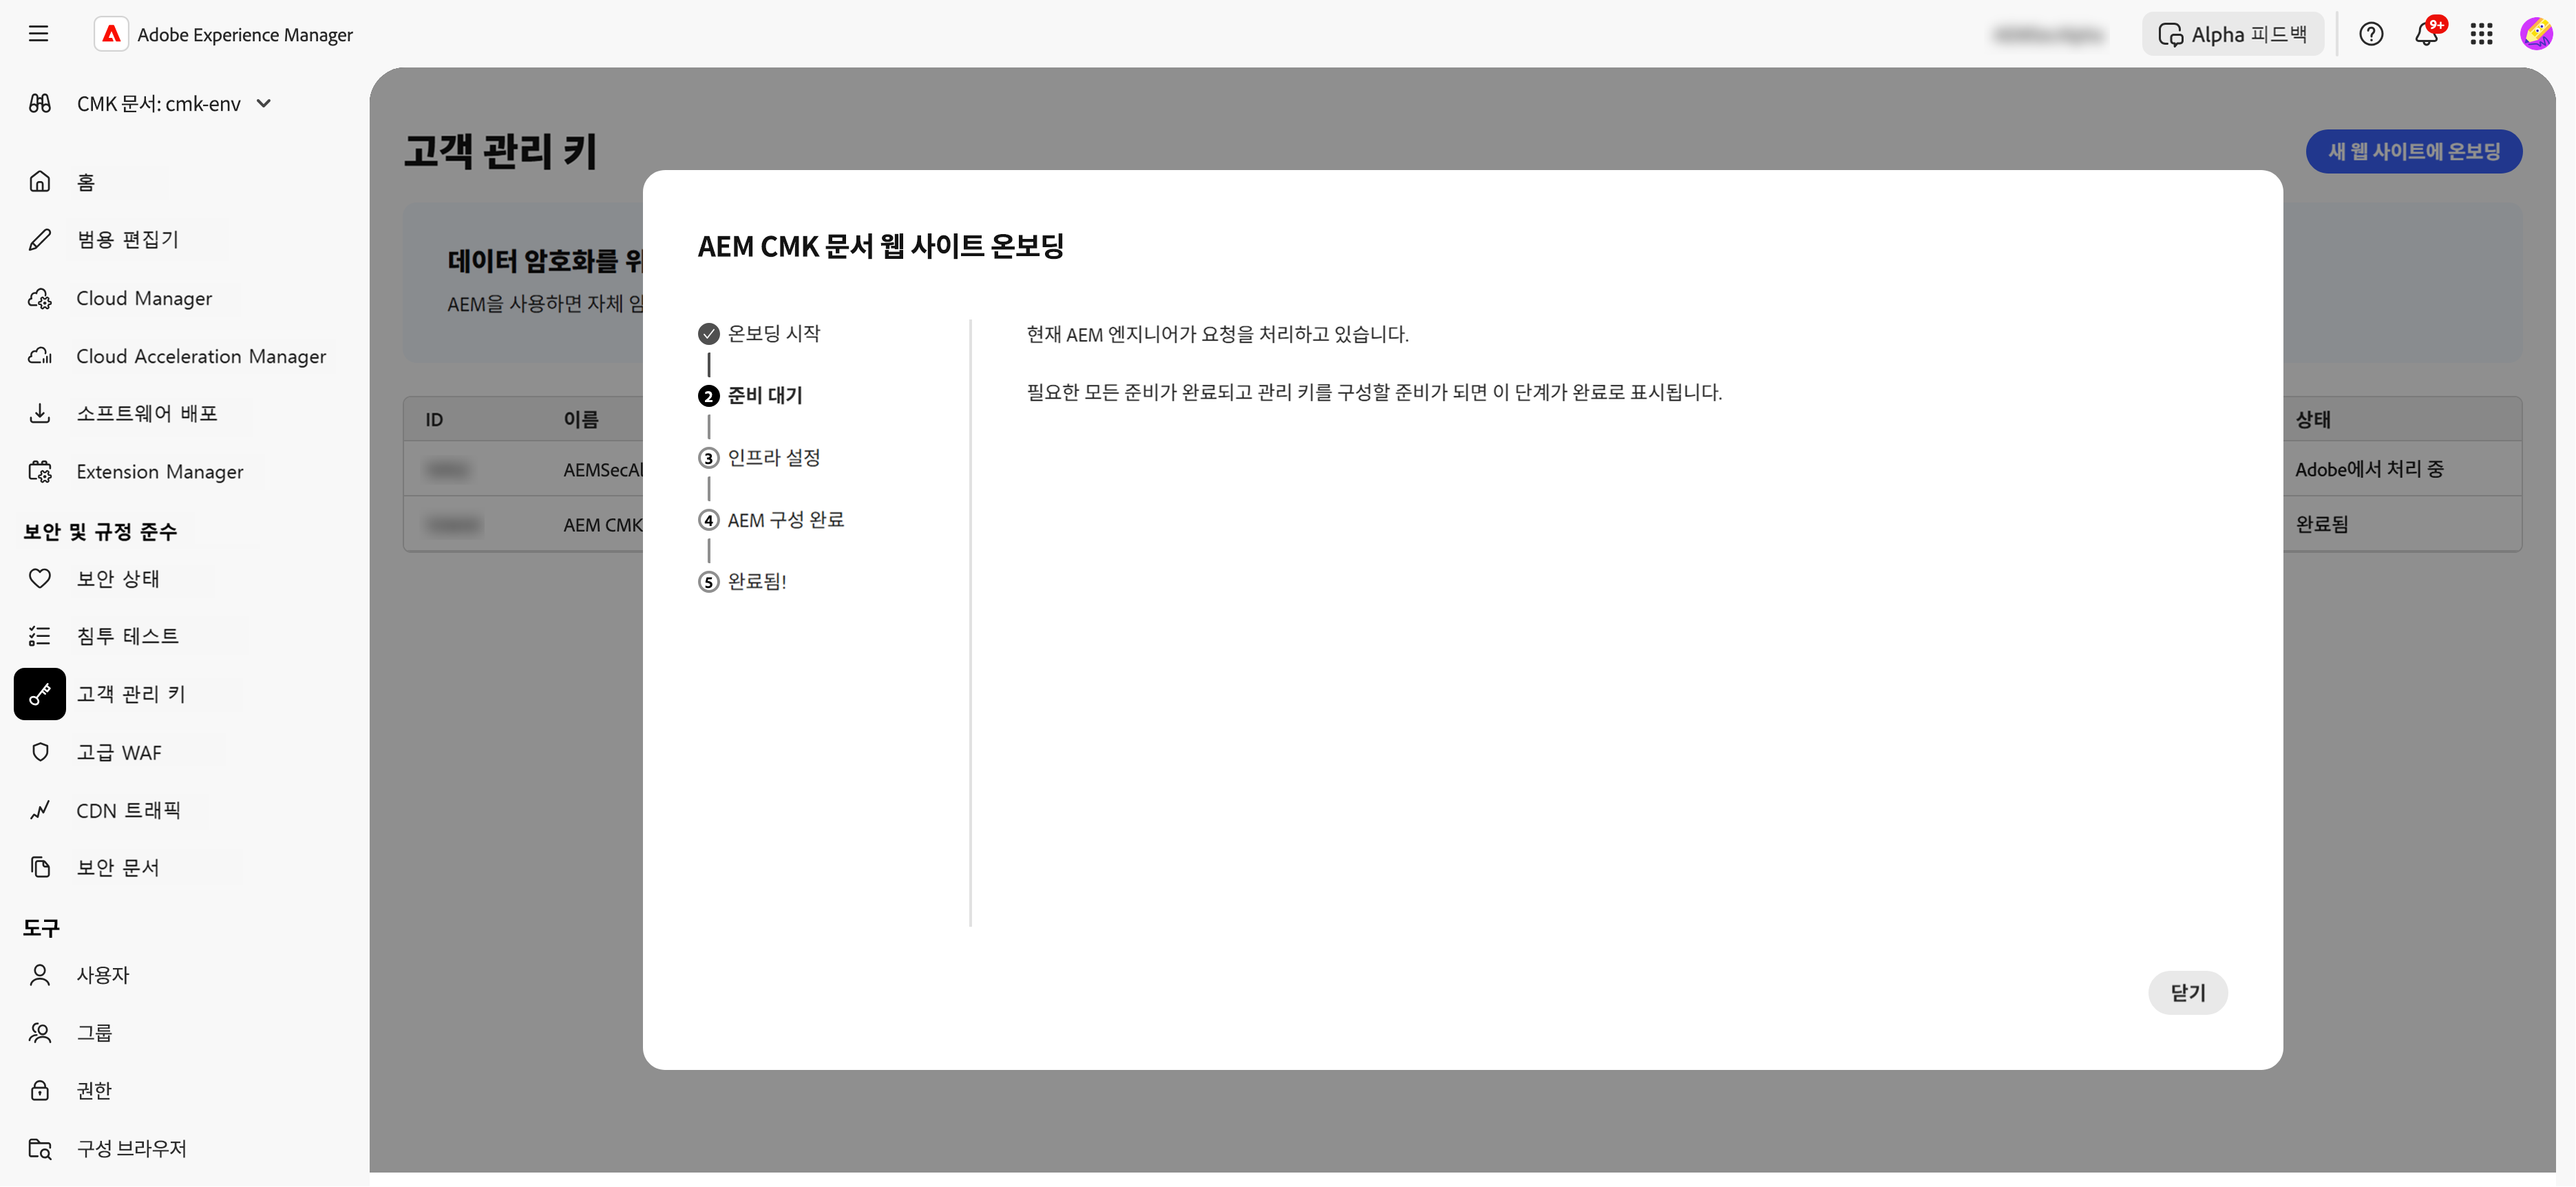 Adobe Experience Manager
Alpha 피드백
9+
CMK 문서: cmk-env
홈
범용 편집기
Cloud Manager
Cloud Acceleration Manager
소프트웨어 배포
Extension Manager
보안 및 규정 준수
보안 상태
침투 테스트
고객 관리 키
고급 WAF
CDN 트래픽
보안 문서
도구
사용자
그룹
권한
구성 브라우저
고객 관리 키
새 웹 사이트에 온보딩
데이터 암호화를 위
AEM을 사용하면 자체 암
ID 이름 상태
AEMSecAl Adobe에서 처리 중
AEM CMK 완료됨
AEM CMK 문서 웹 사이트 온보딩
온보딩 시작
2 준비 대기
3 인프라 설정
4 AEM 구성 완료
5 완료됨!
현재 AEM 엔지니어가 요청을 처리하고 있습니다.
필요한 모든 준비가 완료되고 관리 키를 구성할 준비가 되면 이 단계가 완료로 표시됩니다.
닫기